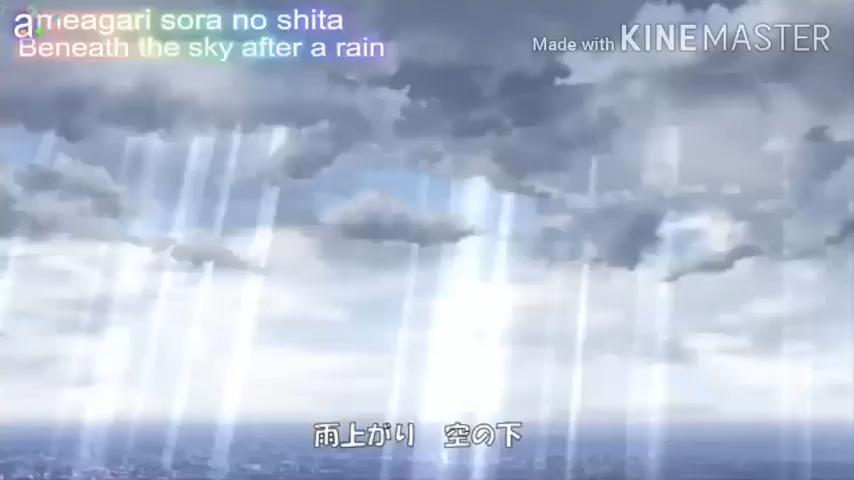 ameagari sora no shita
Beneath the sky after a rain
Made with KINEMASTER
雨上がり 空の下